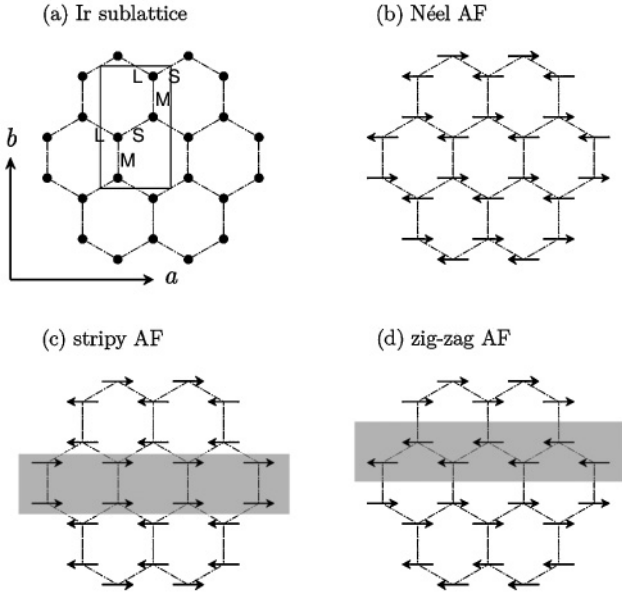 (a) Ir sublattice
(b) Néel AF
L S
M
L S
M
b
a
(c) stripy AF
(d) zig-zag AF